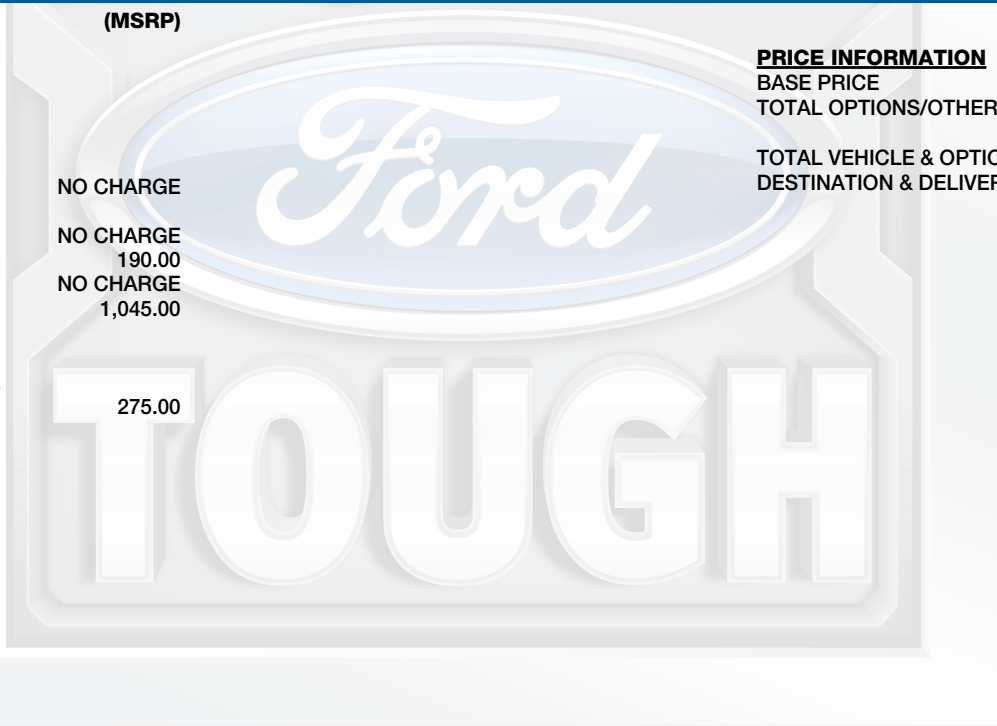 (MSRP)
NO CHARGE
NO CHARGE
190.00
NO CHARGE
1,045.00
275.00
PRICE INFORMATION
BASE PRICE
TOTAL OPTIONS/OTHER
TOTAL VEHICLE & OPTIO
DESTINATION & DELIVER
Ford
TOUGH